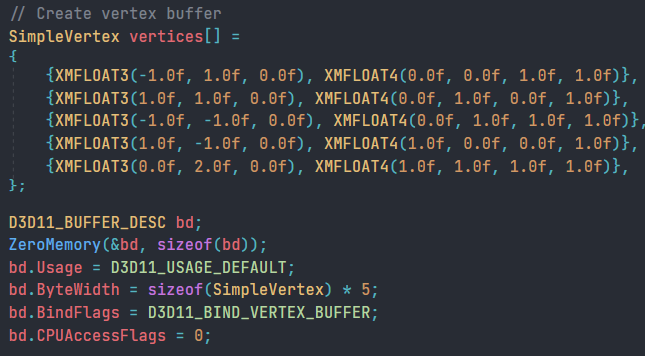 // Create vertex buffer
SimpleVertex vertices[] =
{
{XMFLOAT3(-1.0f, 1.0f, 0.0f), XMFLOAT4(0.0f, 0.0f, 1.0f, 1.0f)},
{XMFLOAT3(1.0f, 1.0f, 0.0f), XMFLOAT4(0.0f, 1.0f, 0.0f, 1.0f)},
{XMFLOAT3(-1.0f, -1.0f, 0.0f), XMFLOAT4(0.0f, 1.0f, 1.0f, 1.0f)},
{XMFLOAT3(1.0f, -1.0f, 0.0f), XMFLOAT4(1.0f, 0.0f, 0.0f, 1.0f)},
{XMFLOAT3(0.0f, 2.0f, 0.0f), XMFLOAT4(1.0f, 1.0f, 1.0f, 1.0f)},
};
D3D11_BUFFER_DESC bd;
ZeroMemory(&bd, sizeof(bd));
bd.Usage = D3D11_USAGE_DEFAULT;
bd.ByteWidth = sizeof(SimpleVertex) * 5;
bd.BindFlags = D3D11_BIND_VERTEX_BUFFER;
bd.CPUAccessFlags = 0;